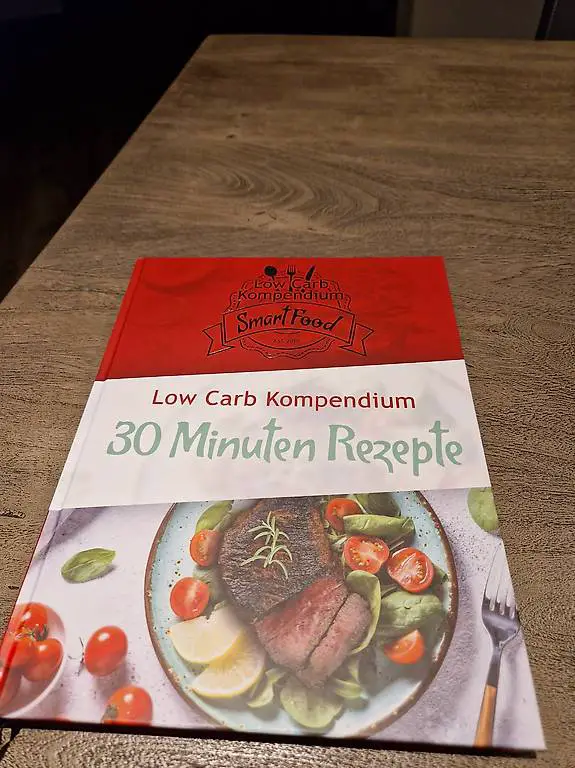 Low Carb
Kompendium
Smart Food
Low Carb Kompendium
30 Minuten Rezepte